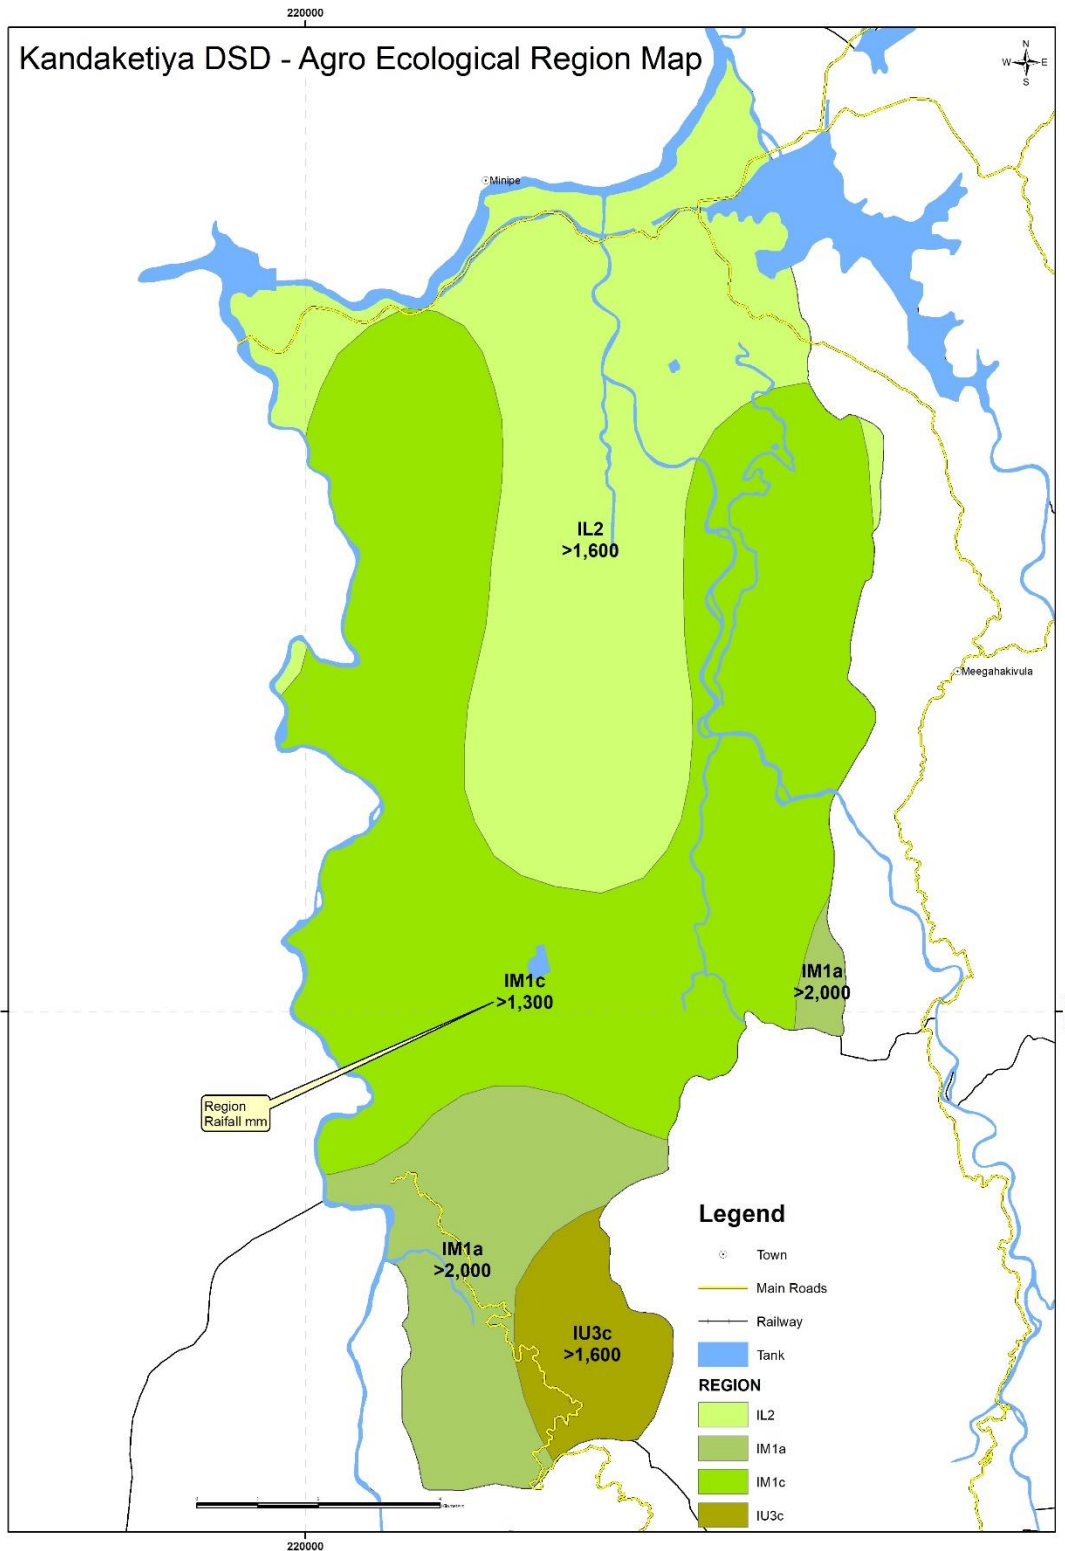 220000
Kandaketiya DSD - Agro Ecological Region Map
N
W E
S
Minipe
IL2
>1,600
Meegahakivula
IM1a
>2,000
IM1c
>1,300
Region
Raifall mm
IM1a
>2,000
IU3c
>1,600
Legend
Town
Main Roads
Railway
Tank
REGION
IL2
IM1a
IM1c
IU3c
220000